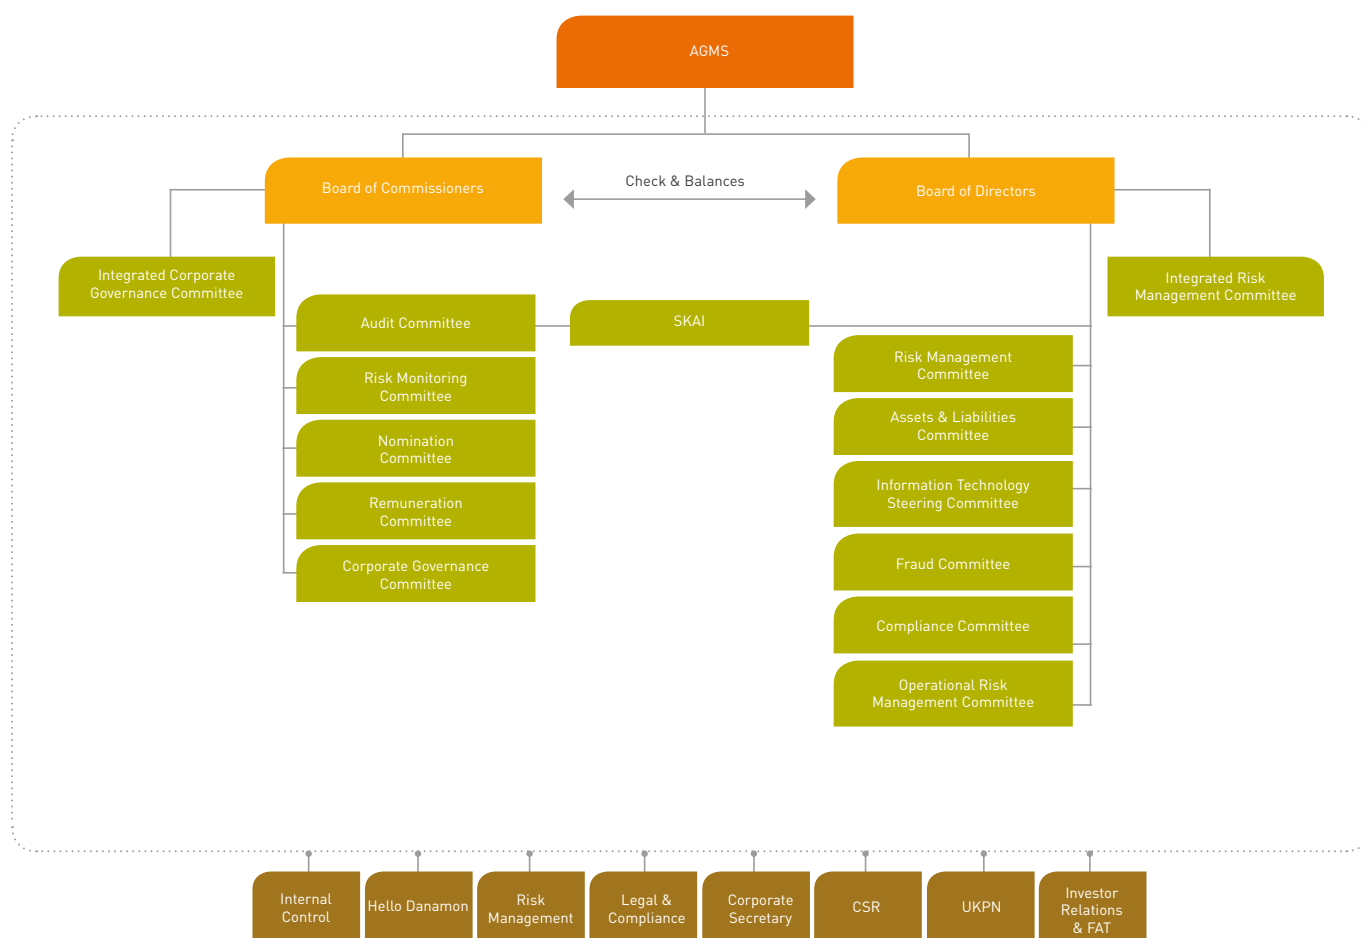 AGMS
Board of Commissioners
Check & Balances
Board of Directors
Integrated Corporate
Governance Committee
Integrated Risk
Management Committee
Audit Committee
SKAI
Risk Monitoring
Committee
Nomination
Committee
Remuneration
Committee
Corporate Governance
Committee
Risk Management
Committee
Assets & Liabilities
Committee
Information Technology
Steering Committee
Fraud Committee
Compliance Committee
Operational Risk
Management Committee
Internal
Control
Hello Danamon
Risk
Management
Legal &
Compliance
Corporate
Secretary
CSR
UKPN
Investor
Relations
& FAT